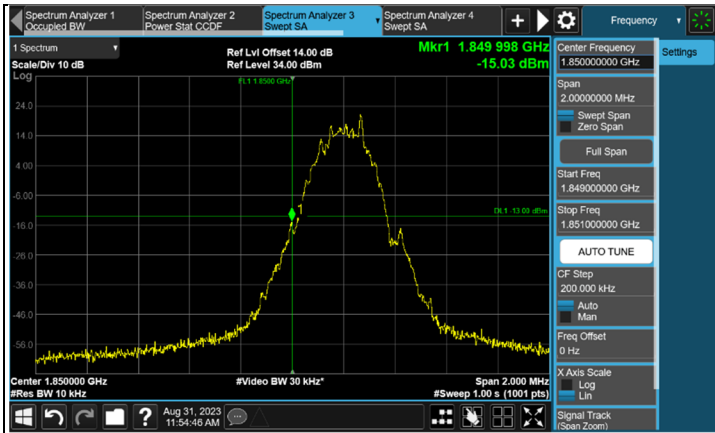 Spectrum Analyzer 1
Occupied BW
Spectrum Analyzer 2
Power Stat CCDF
Spectrum Analyzer 3
Swept SA
Spectrum Analyzer 4
Swept SA
Frequency
1 Spectrum
Scale/Div 10 dB
Log
Ref Lvl Offset 14.00 dB
Ref Level 34.00 dBm
Mkr1 1.849 998 GHz
-15.03 dBm
FL1 1.8500 GHz
24.0
14.0
4.00
-6.00
-16.0
-26.0
-36.0
-46.0
-56.0
DL1 -13.00 dBm
Center 1.850000 GHz
#Res BW 10 kHz
#Video BW 30 kHz*
Span 2.000 MHz
#Sweep 1.00 s (1001 pts)
Center Frequency
1.850000000 GHz
Settings
Span
2.00000000 MHz
Swept Span
Zero Span
Full Span
Start Freq
1.849000000 GHz
Stop Freq
1.851000000 GHz
AUTO TUNE
CF Step
200.000 kHz
Auto
Man
Freq Offset
0 Hz
X Axis Scale
Log
Lin
Signal Track
(Span Zoom)
?
Aug 31, 2023
11:54:46 AM